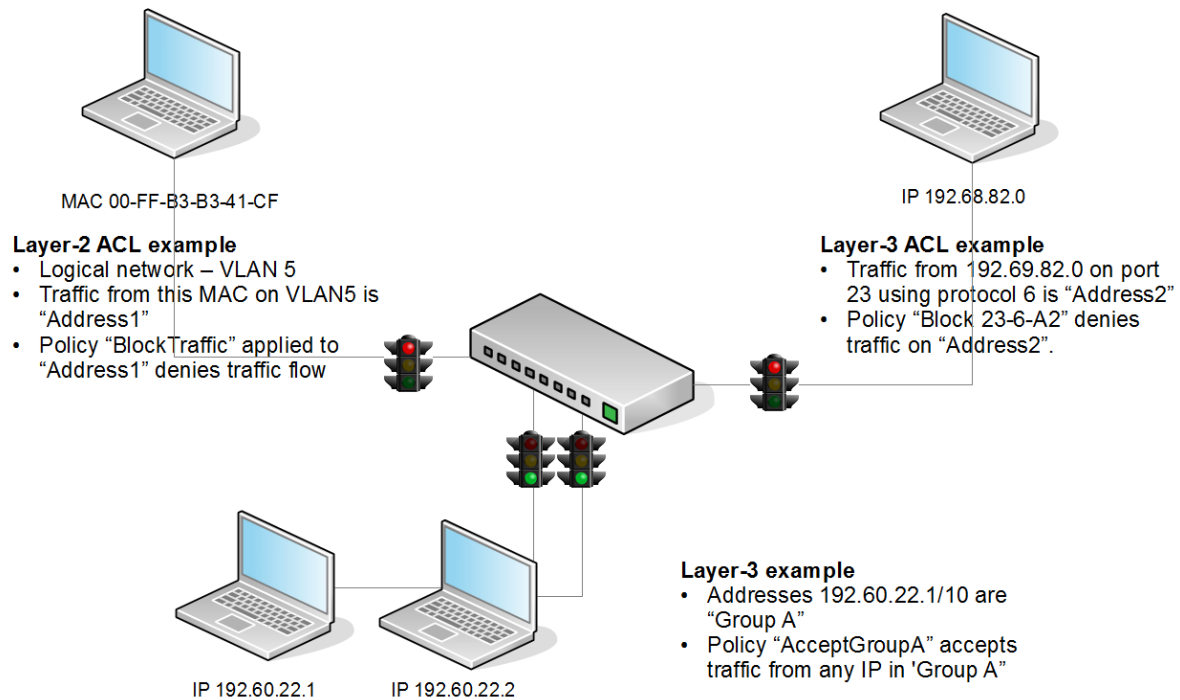 MAC 00-FF-B3-B3-41-CF
Layer-2 ACL example
• Logical network – VLAN 5
• Traffic from this MAC on VLAN5 is
“Address1”
• Policy “BlockTraffic” applied to
“Address1” denies traffic flow
IP 192.68.82.0
Layer-3 ACL example
• Traffic from 192.69.82.0 on port
23 using protocol 6 is “Address2”
• Policy “Block 23-6-A2” denies
traffic on “Address2”.
IP 192.60.22.1
IP 192.60.22.2
Layer-3 example
• Addresses 192.60.22.1/10 are
“Group A”
• Policy “AcceptGroupA” accepts
traffic from any IP in 'Group A”